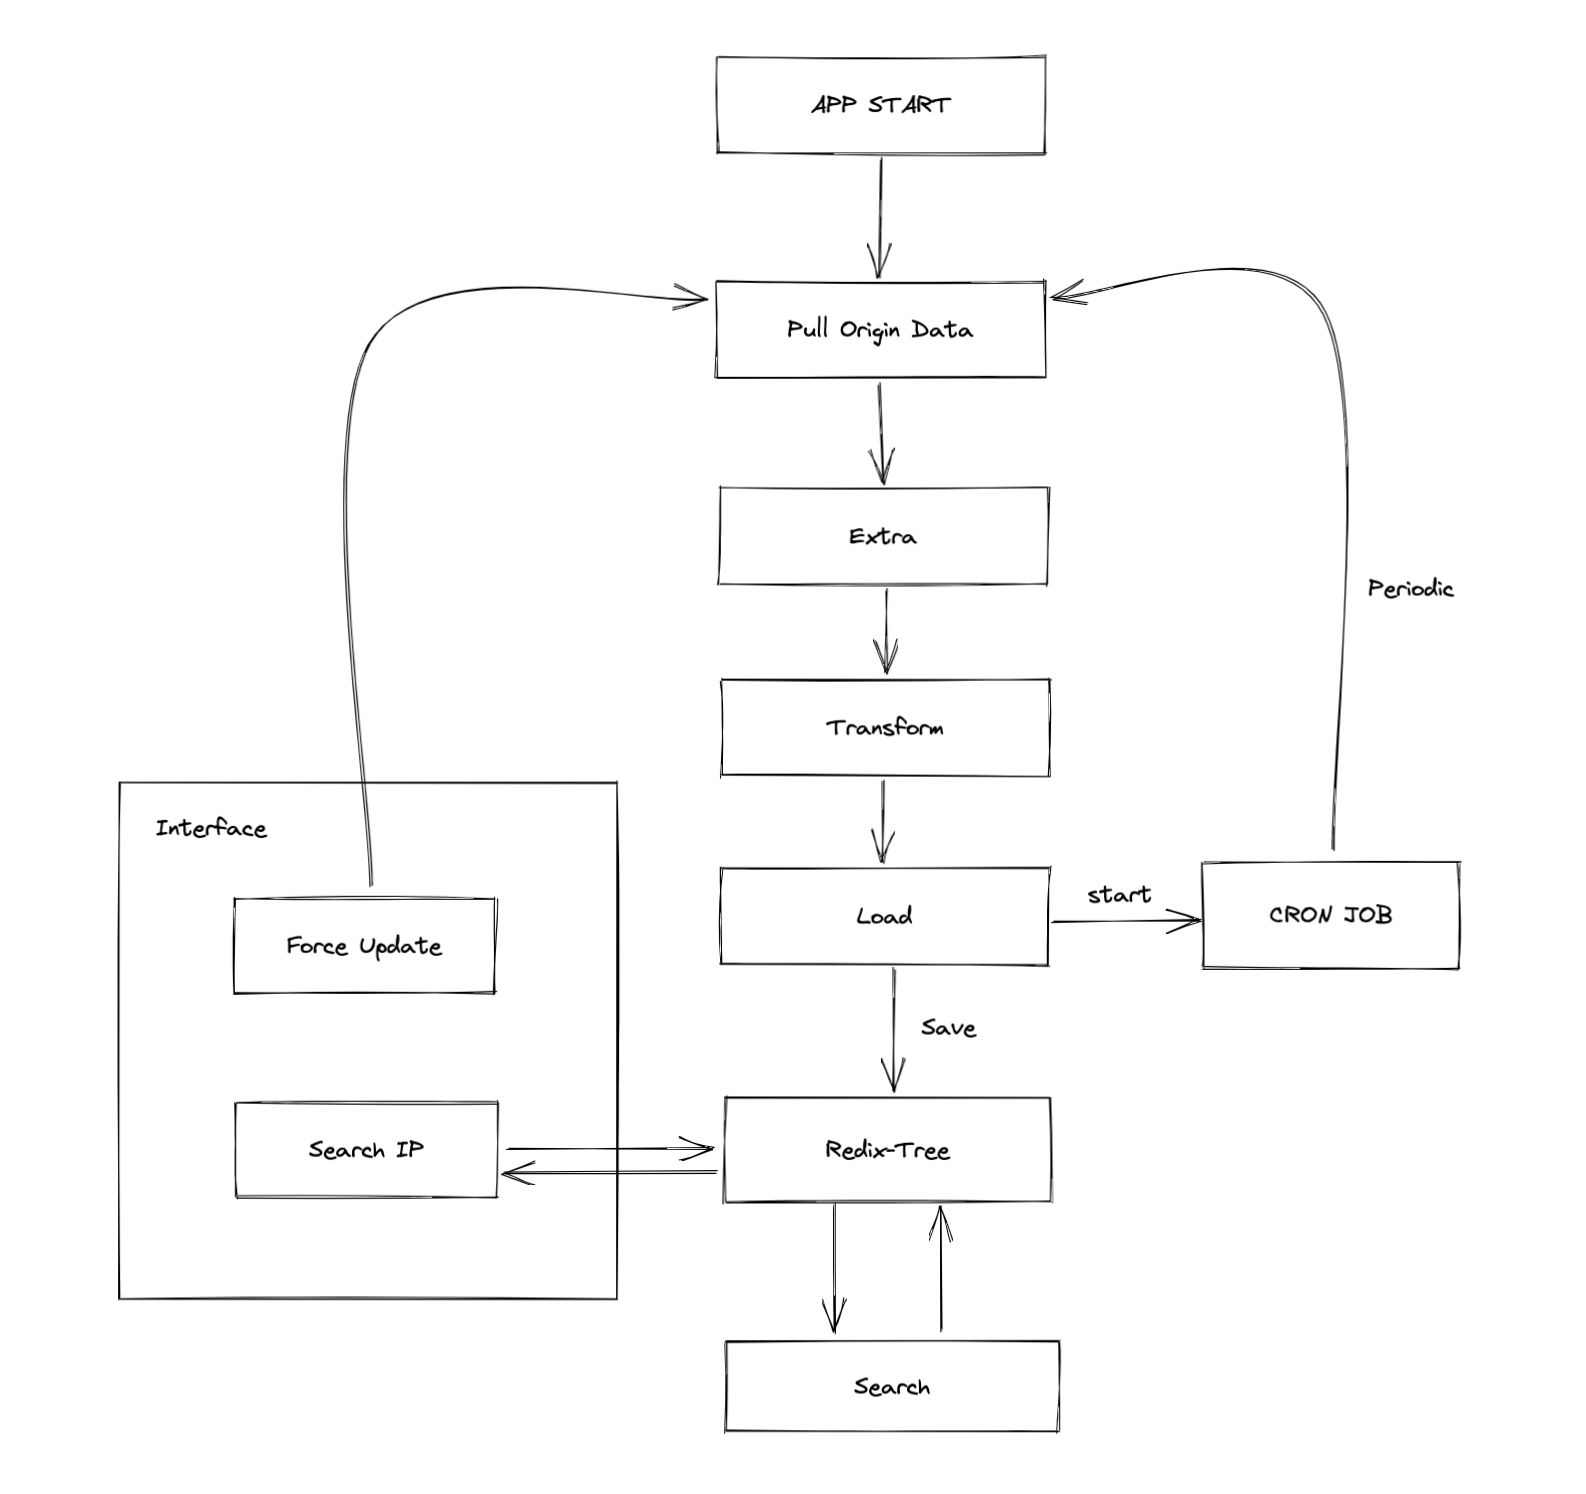 APP START
Pull Origin Data
Extra
Periodic
Transform
Interface
Load
start
CRON JOB
Force Update
Save
Search IP
Redix-Tree
Search